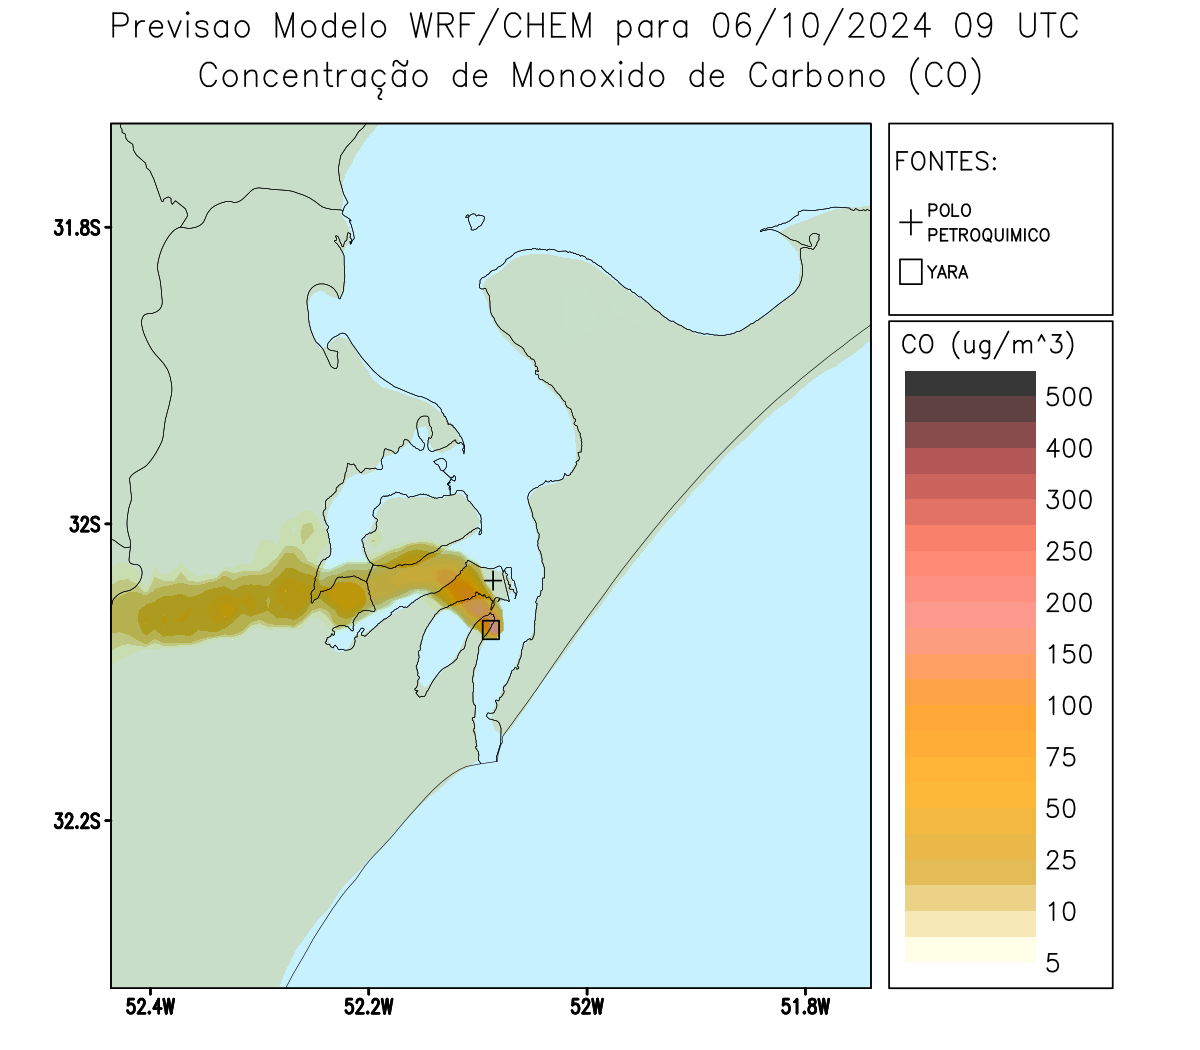 Previsao Modelo WRF/CHEM para 06/10/2024 09 UTC
Concentração de Monoxido de Carbono (CO)
FONTES:
POLO
PETROQUIMICO
YARA
CO (ug/m^3)
500
400
300
250
200
150
100
75
50
25
10
5
31.8S
32S
32.2S
52.4W
52.2W
52W
51.8W